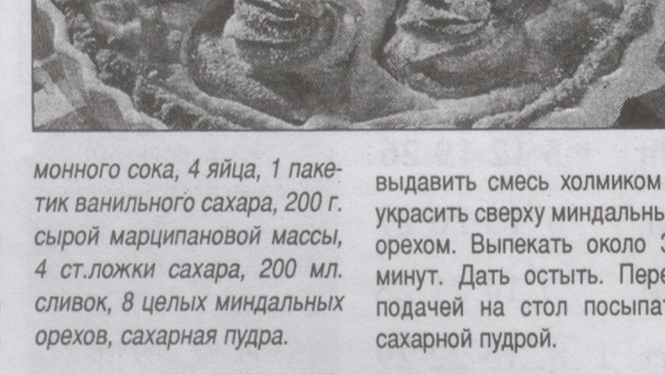 монного сока, 4 яйца, 1 паке-
тик ванильного сахара, 200 г.
сырой марципановой массы,
4 ст.ложки сахара, 200 мл.
сливок, 8 целых миндальных
орехов, сахарная пудра.
выдавить смесь холмиком
украсить сверху миндальны
орехом. Выпекать около 3
минут. Дать остыть. Пере
подачей на стол посыпа
сахарной пудрой.